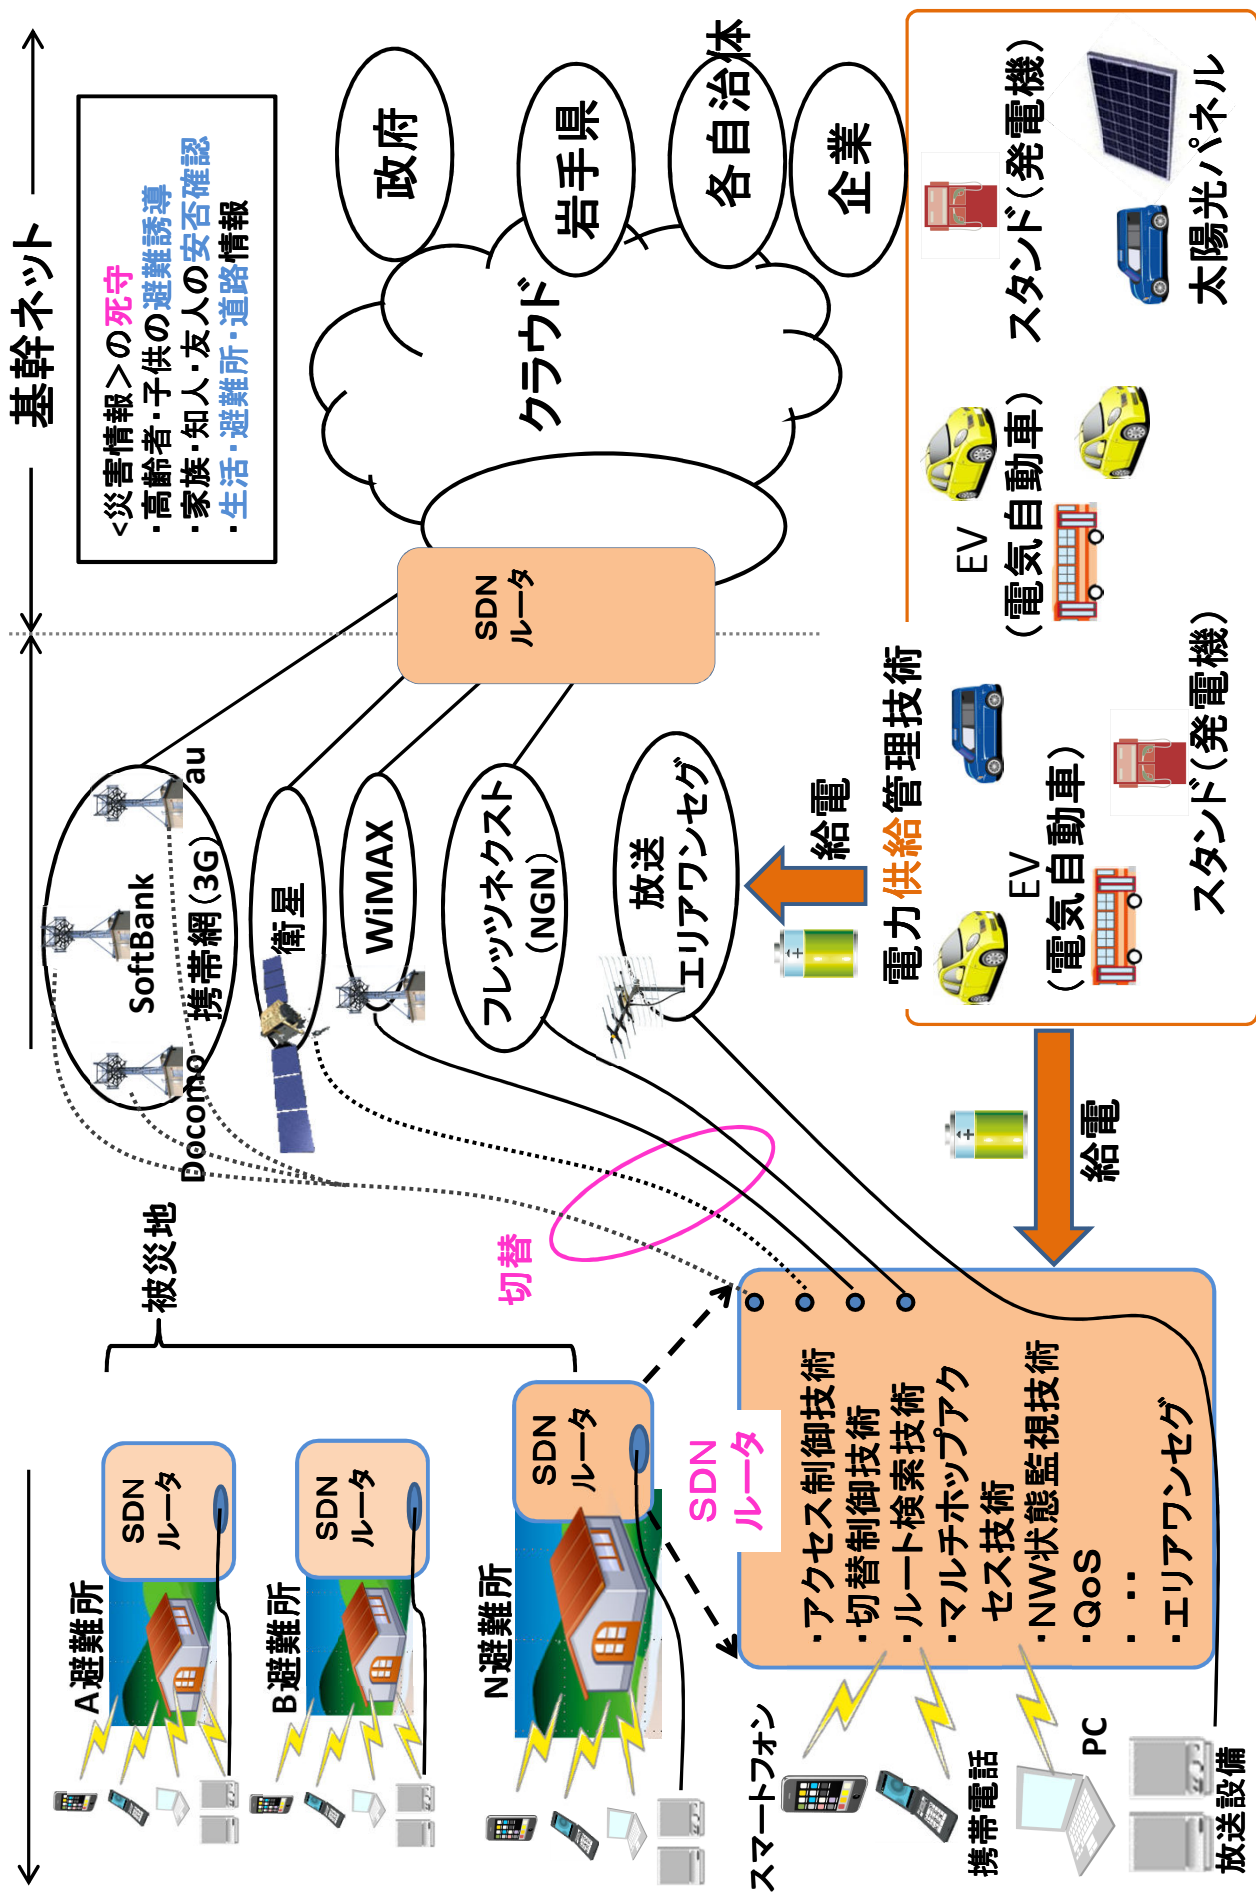 基幹ネット
<災害情報>の死守
・高齢者・子供の避難誘導
・家族・知人・友人の安否確認
・生活・避難所・道路情報
被災地
A避難所
SDN
ルータ
B避難所
SDN
ルータ
N避難所
SDN
ルータ
Docomo
SoftBank
au
携帯網(3G)
衛星
WiMAX
フレッツネクスト
(NGN)
放送
エリアワンセグ
SDN
ルータ
クラウド
政府
岩手県
各自治体
企業
切替
SDN
ルータ
・アクセス制御技術
・切替制御技術
・ルート検索技術
・マルチホップアク
セス技術
・NW状態監視技術
・QoS
・・・
・エリアワンセグ
スマートフォン
携帯電話
PC
放送設備
給電
給電
電力供給管理技術
EV
(電気自動車)
スタンド(発電機)
EV
(電気自動車)
スタンド(発電機)
太陽光パネル